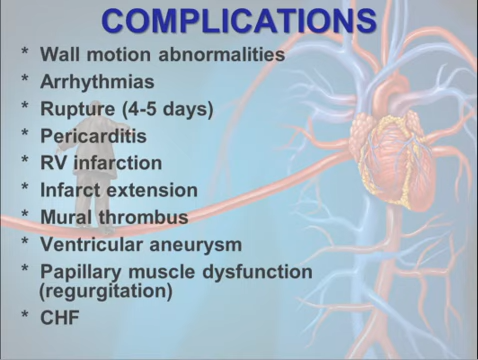 COMPLICATIONS
* Wall motion abnormalities
* Arrhythmias
* Rupture (4-5 days)
* Pericarditis
* RV infarction
* Infarct extension
* Mural thrombus
* Ventricular aneurysm
* Papillary muscle dysfunction
(regurgitation)
* CHF